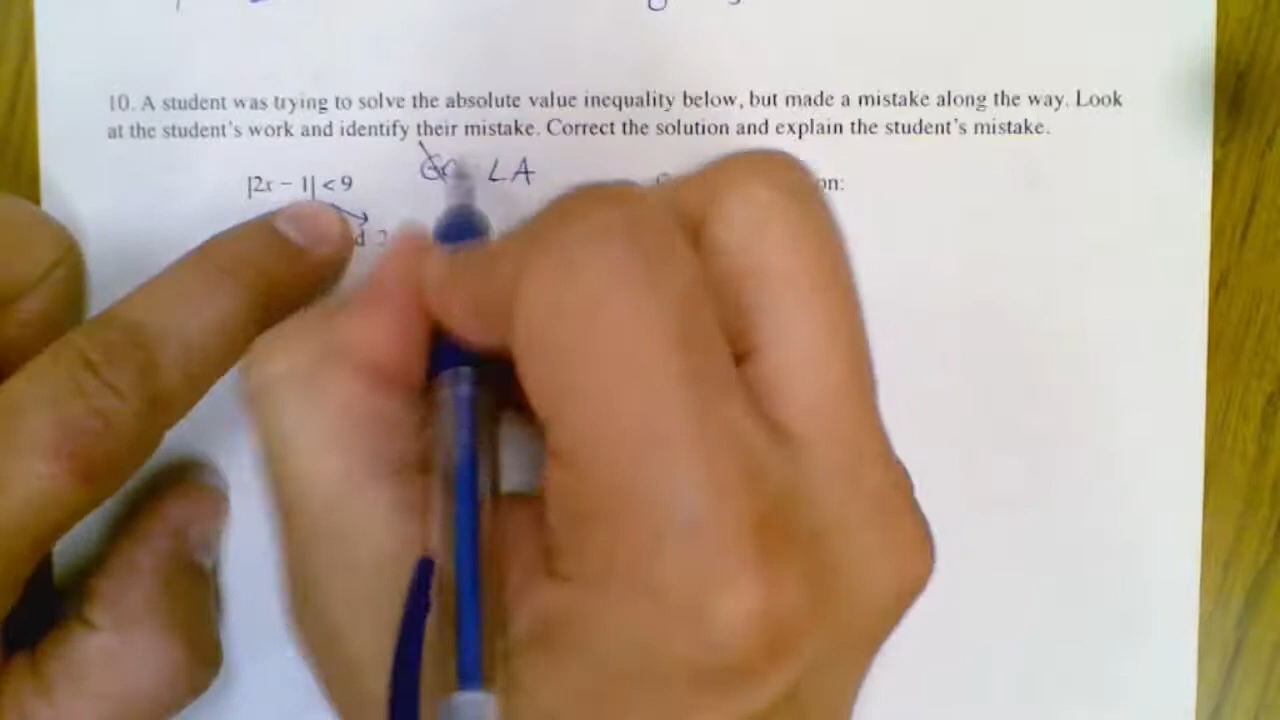 10. A student was trying to solve the absolute value inequality below, but made a mistake along the way. Look
at the student's work and identify their mistake. Correct the solution and explain the student's mistake.
|2x - 1| < 9
LA